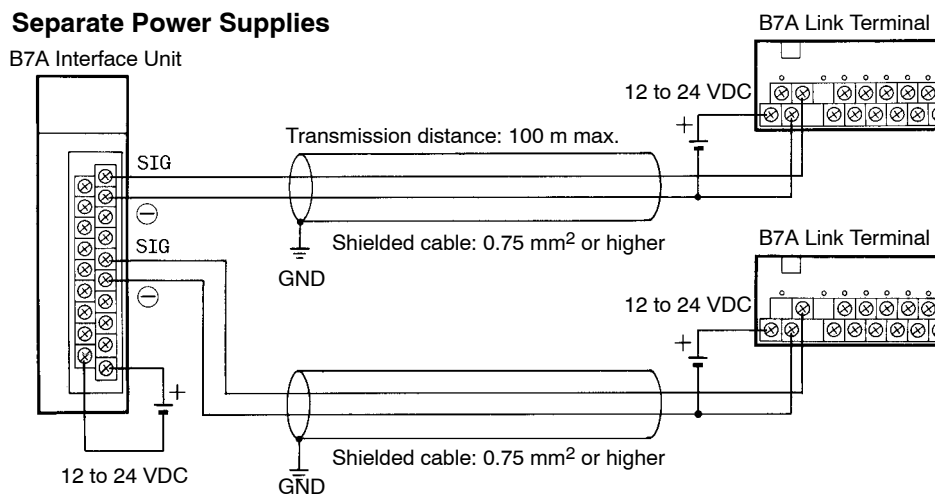 Separate Power Supplies
B7A Interface Unit
B7A Link Terminal
12 to 24 VDC
+
Transmission distance: 100 m max.
SIG
⊖
Shielded cable: 0.75 mm² or higher
GND
SIG
⊖
B7A Link Terminal
12 to 24 VDC
+
+
12 to 24 VDC
Shielded cable: 0.75 mm² or higher
GND